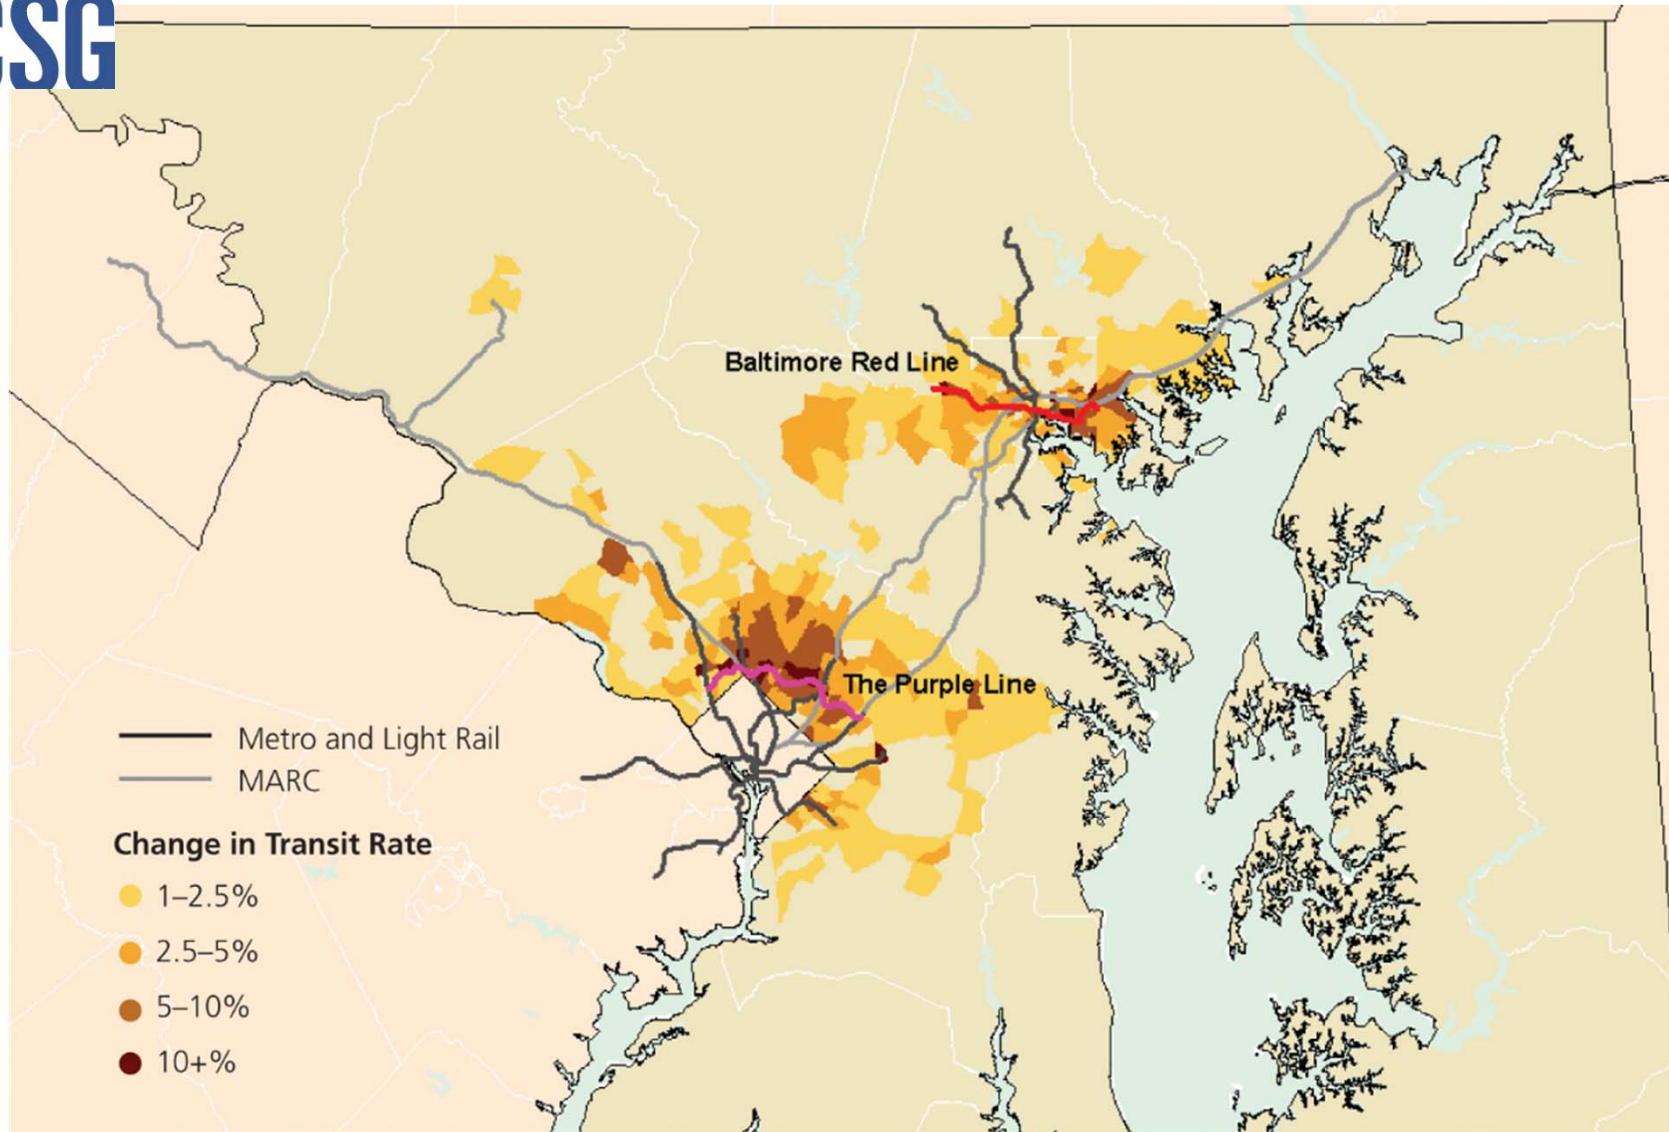 CSG
Baltimore Red Line
The Purple Line
Metro and Light Rail
MARC
Change in Transit Rate
1–2.5%
2.5–5%
5–10%
10+%